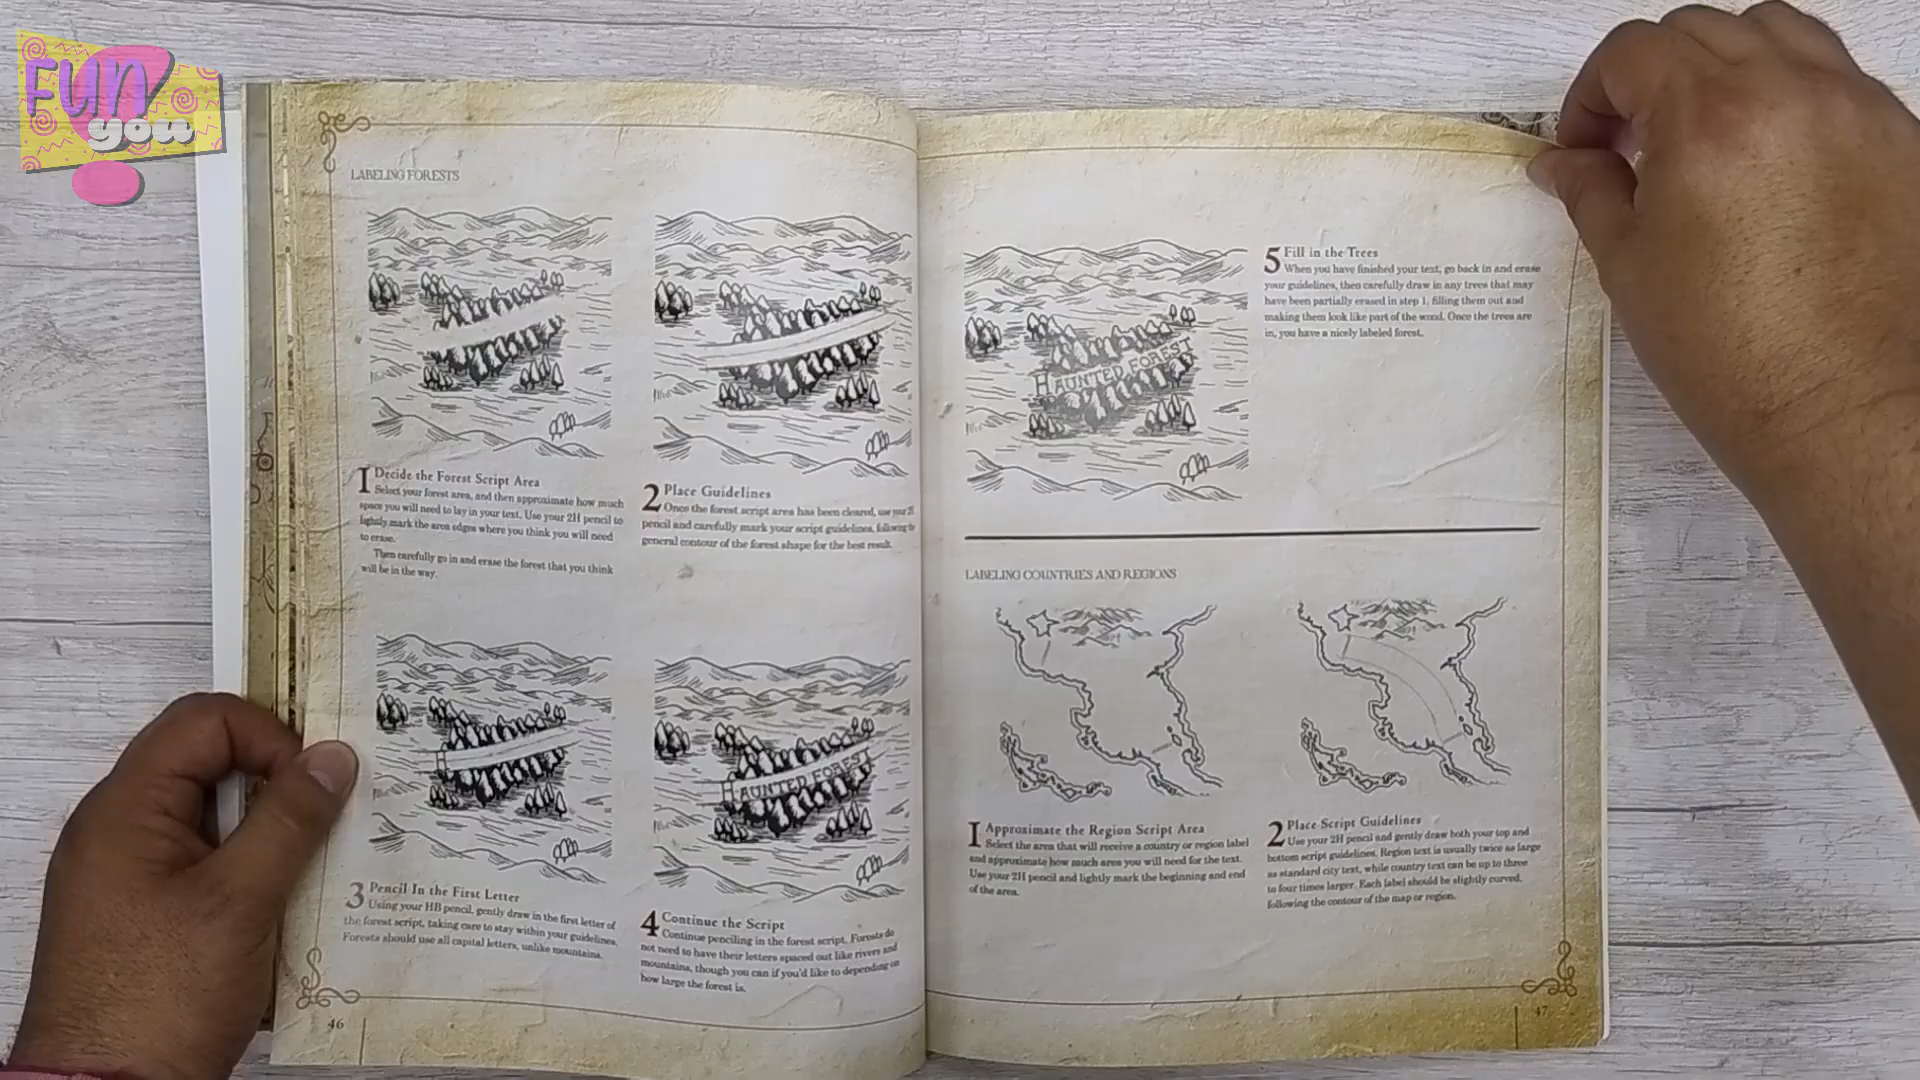 Fun
you
LABELING FORESTS
1 Decide the Forest Script Area
Select your forest area, and then approximate how much
space you will need to lay in your text. Use your 2H pencil to
lightly mark the area edges where you think you will need
to erase.
Then carefully go in and erase the forest that you think
will be in the way.
2 Place Guidelines
Once the forest script area has been cleared, use your 2H
pencil and carefully mark your script guidelines, following the
general contour of the forest shape for the best result.
H
3 Pencil In the First Letter
Using your HB pencil, gently draw in the first letter of
the forest script, taking care to stay within your guidelines.
Forests should use all capital letters, unlike mountains.
HAUNTED FOREST
4 Continue the Script
Continue penciling in the forest script. Forests do
not need to have their letters spaced out like rivers and
mountains, though you can if you'd like to depending on
how large the forest is.
46
HAUNTED FOREST
5 Fill in the Trees
When you have finished your text, go back in and erase
your guidelines, then carefully draw in any trees that may
have been partially erased in step 1, filling them out and
making them look like part of the wood. Once the trees are
in, you have a nicely labeled forest.
LABELING COUNTRIES AND REGIONS
1 Approximate the Region Script Area
Select the area that will receive a country or region label
and approximate how much area you will need for the text.
Use your 2H pencil and lightly mark the beginning and end
of the area.
2 Place Script Guidelines
Use your 2H pencil and gently draw both your top and
bottom script guidelines. Region text is usually twice as large
as standard city text, while country text can be up to three
to four times larger. Each label should be slightly curved,
following the contour of the map or region.
47